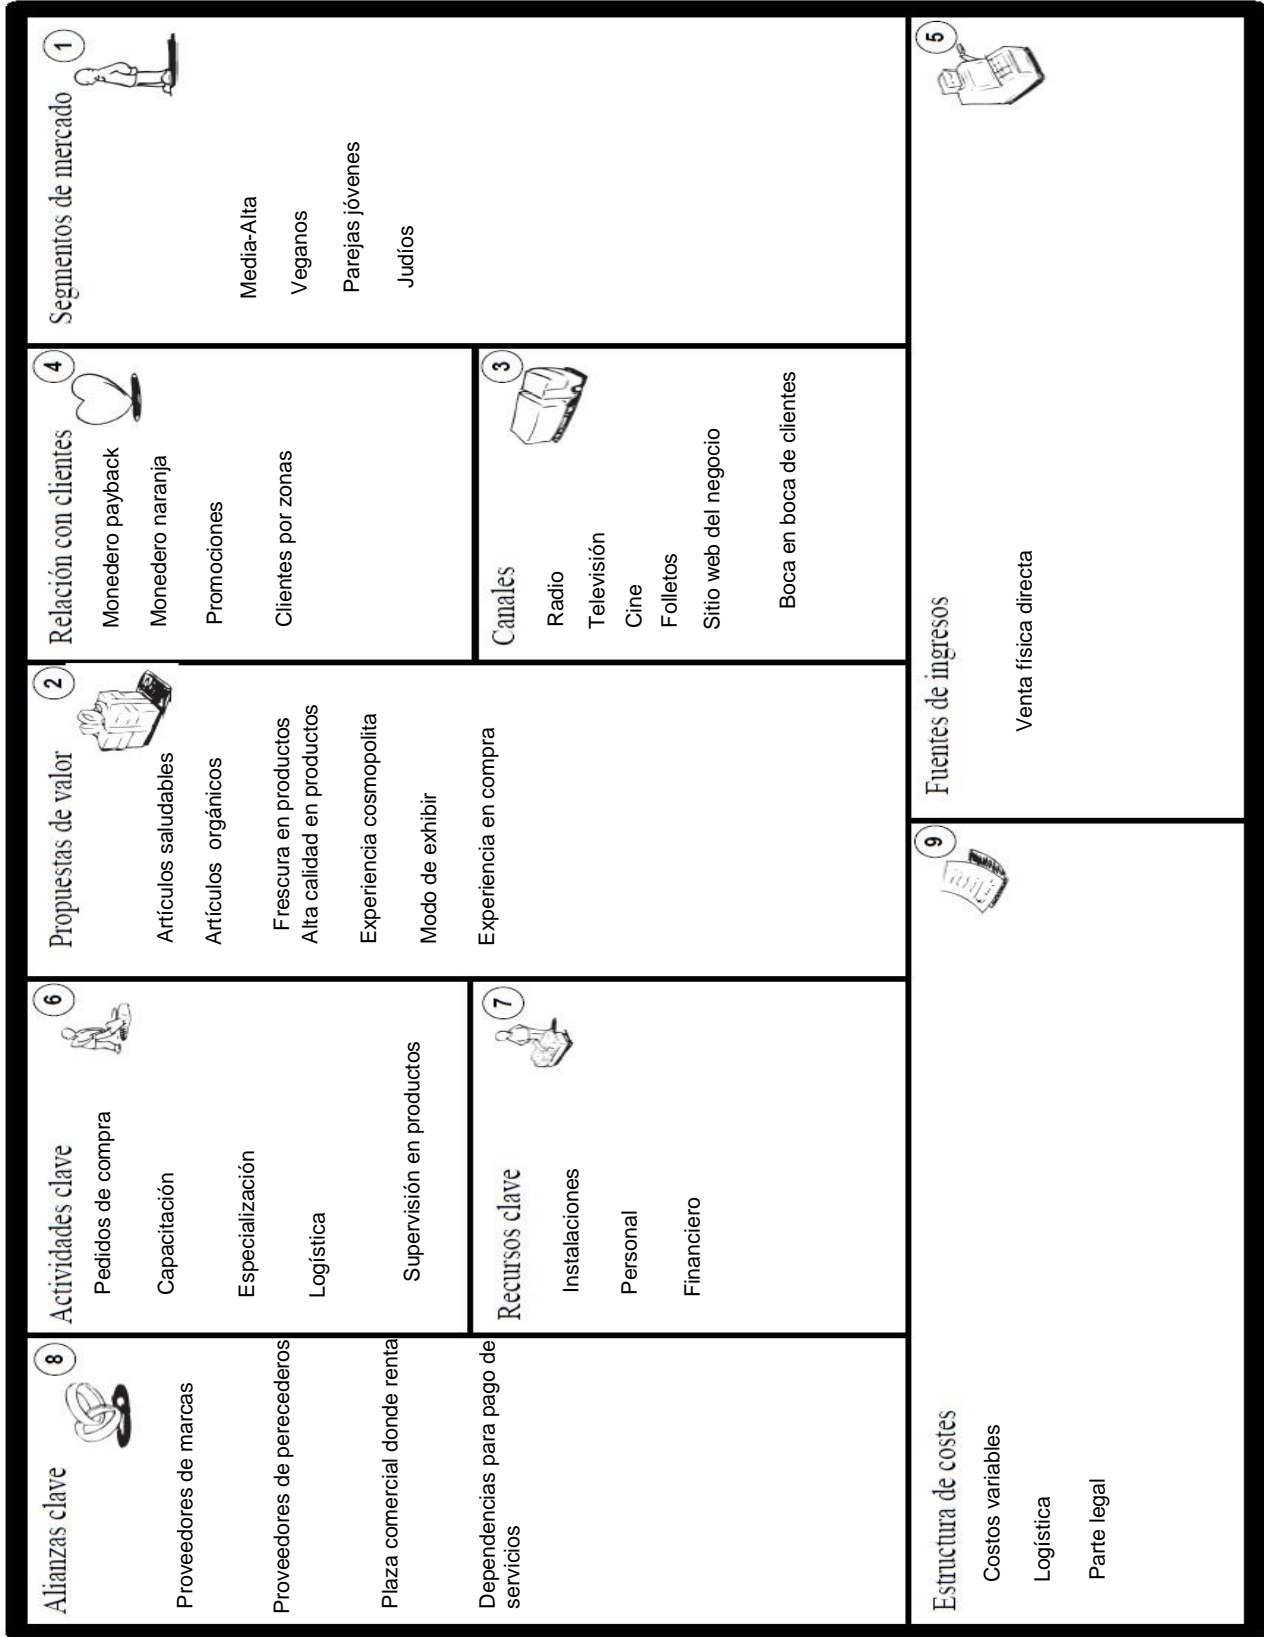 Alianzas clave
8
Proveedores de marcas
Proveedores de perecederos
Plaza comercial donde renta
Dependencias para pago de
servicios
Actividades clave
6
Pedidos de compra
Capacitación
Especialización
Logística
Supervisión en productos
Recursos clave
7
Instalaciones
Personal
Financiero
Propuestas de valor
2
Artículos saludables
Artículos  orgánicos
Frescura en productos
Alta calidad en productos
Experiencia cosmopolita
Modo de exhibir
Experiencia en compra
Relación con clientes
4
Monedero payback
Monedero naranja
Promociones
Clientes por zonas
Canales
3
Radio
Televisión
Cine
Folletos
Sitio web del negocio
Boca en boca de clientes
Segmentos de mercado
1
Media-Alta
Veganos
Parejas jóvenes
Judíos
Estructura de costes
9
Costos variables
Logística
Parte legal
Fuentes de ingresos
5
Venta física directa